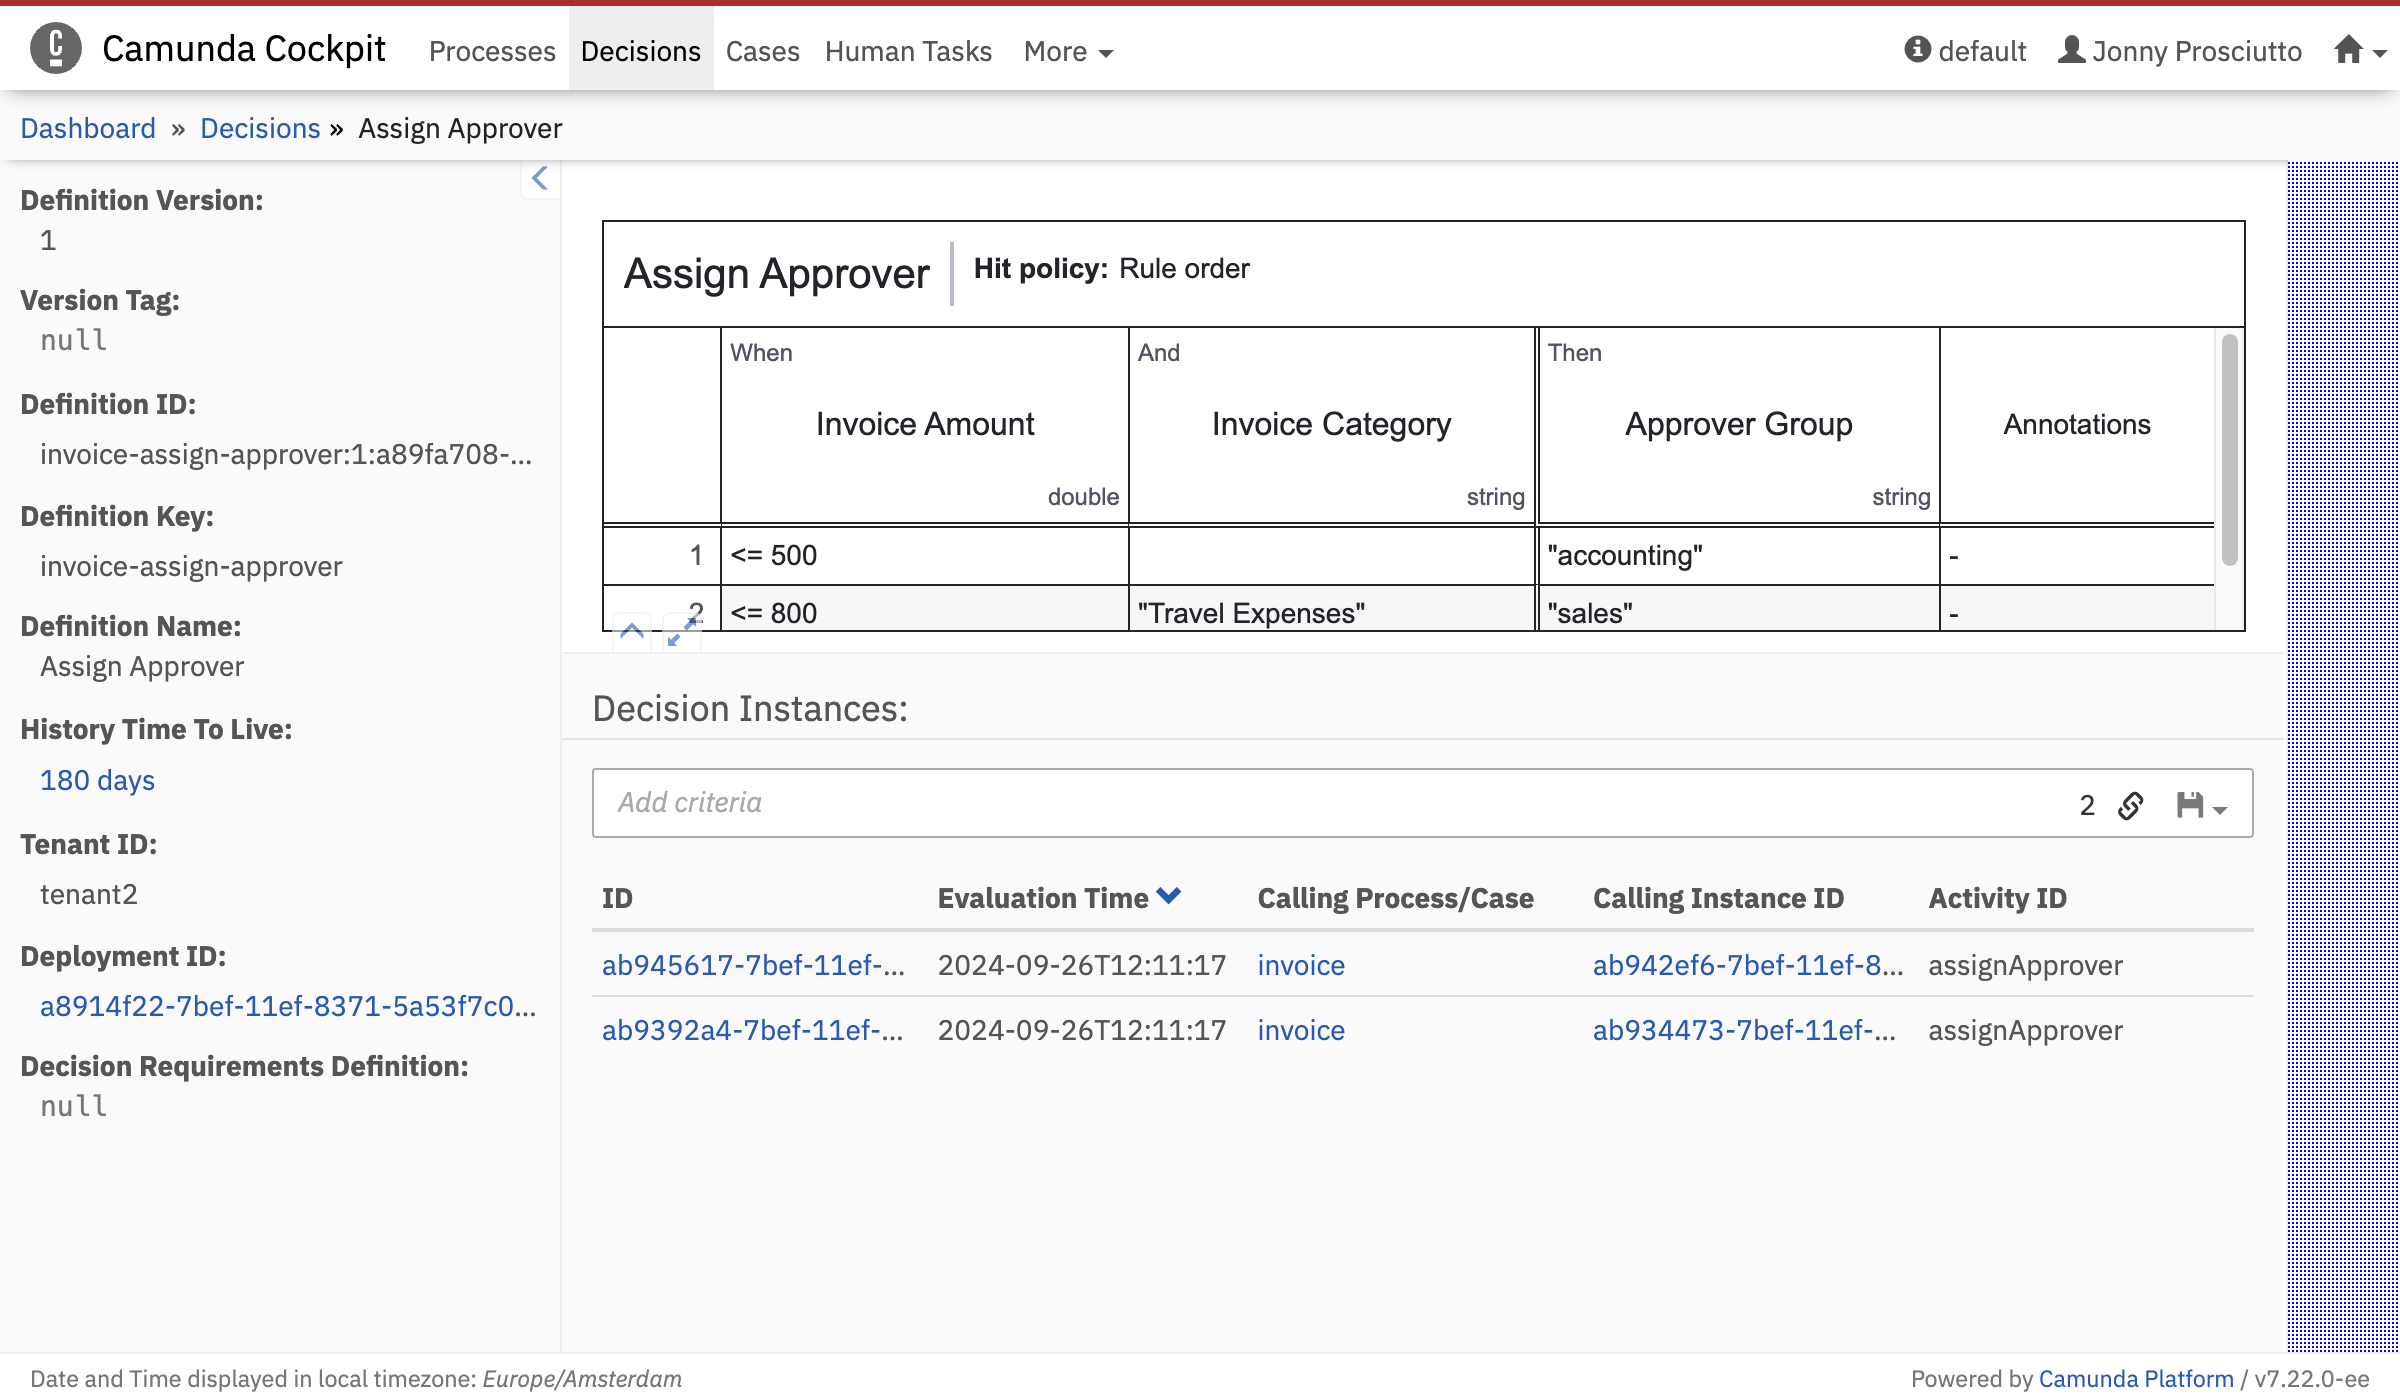 Camunda Cockpit Processes Decisions Cases Human Tasks More default Jonny Prosciutto
Dashboard » Decisions » Assign Approver
Definition Version:
1
Version Tag:
null
Definition ID:
invoice-assign-approver:1:a89fa708-...
Definition Key:
invoice-assign-approver
Definition Name:
Assign Approver
History Time To Live:
180 days
Tenant ID:
tenant2
Deployment ID:
a8914f22-7bef-11ef-8371-5a53f7c0...
Decision Requirements Definition:
null
Assign Approver Hit policy: Rule order
When And Then
Invoice Amount Invoice Category Approver Group Annotations
double string string
1 <= 500 "accounting" -
2 <= 800 "Travel Expenses" "sales" -
Decision Instances:
Add criteria 2
ID Evaluation Time Calling Process/Case Calling Instance ID Activity ID
ab945617-7bef-11ef-... 2024-09-26T12:11:17 invoice ab942ef6-7bef-11ef-8... assignApprover
ab9392a4-7bef-11ef-... 2024-09-26T12:11:17 invoice ab934473-7bef-11ef-... assignApprover
Date and Time displayed in local timezone: Europe/Amsterdam
Powered by Camunda Platform / v7.22.0-ee